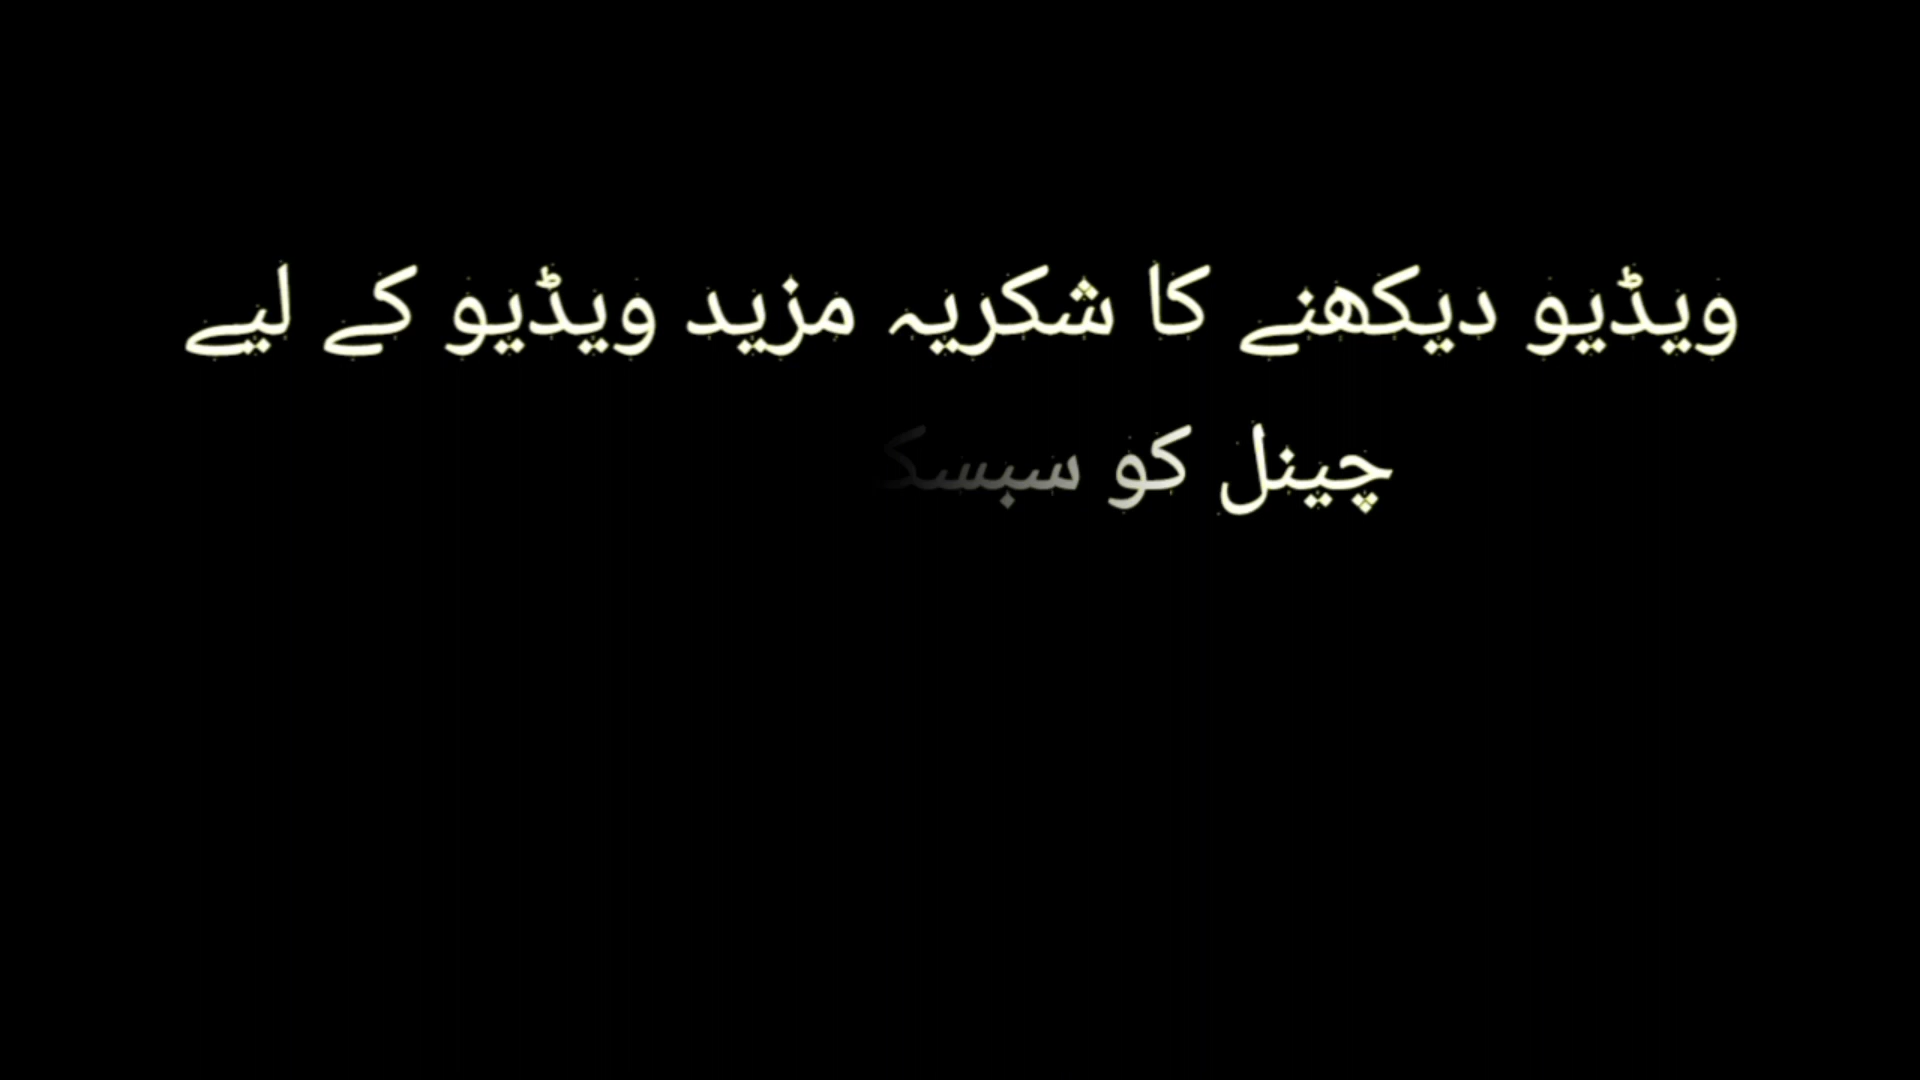 ویڈیو دیکھنے کا شکریہ مزید ویڈیو کے لیے
چینل کو